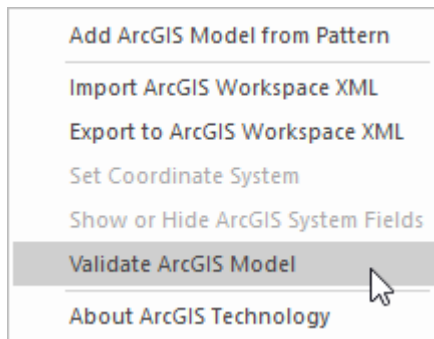 Add ArcGIS Model from Pattern
Import ArcGIS Workspace XML
Export to ArcGIS Workspace XML
Set Coordinate System
Show or Hide ArcGIS System Fields
Validate ArcGIS Model
About ArcGIS Technology